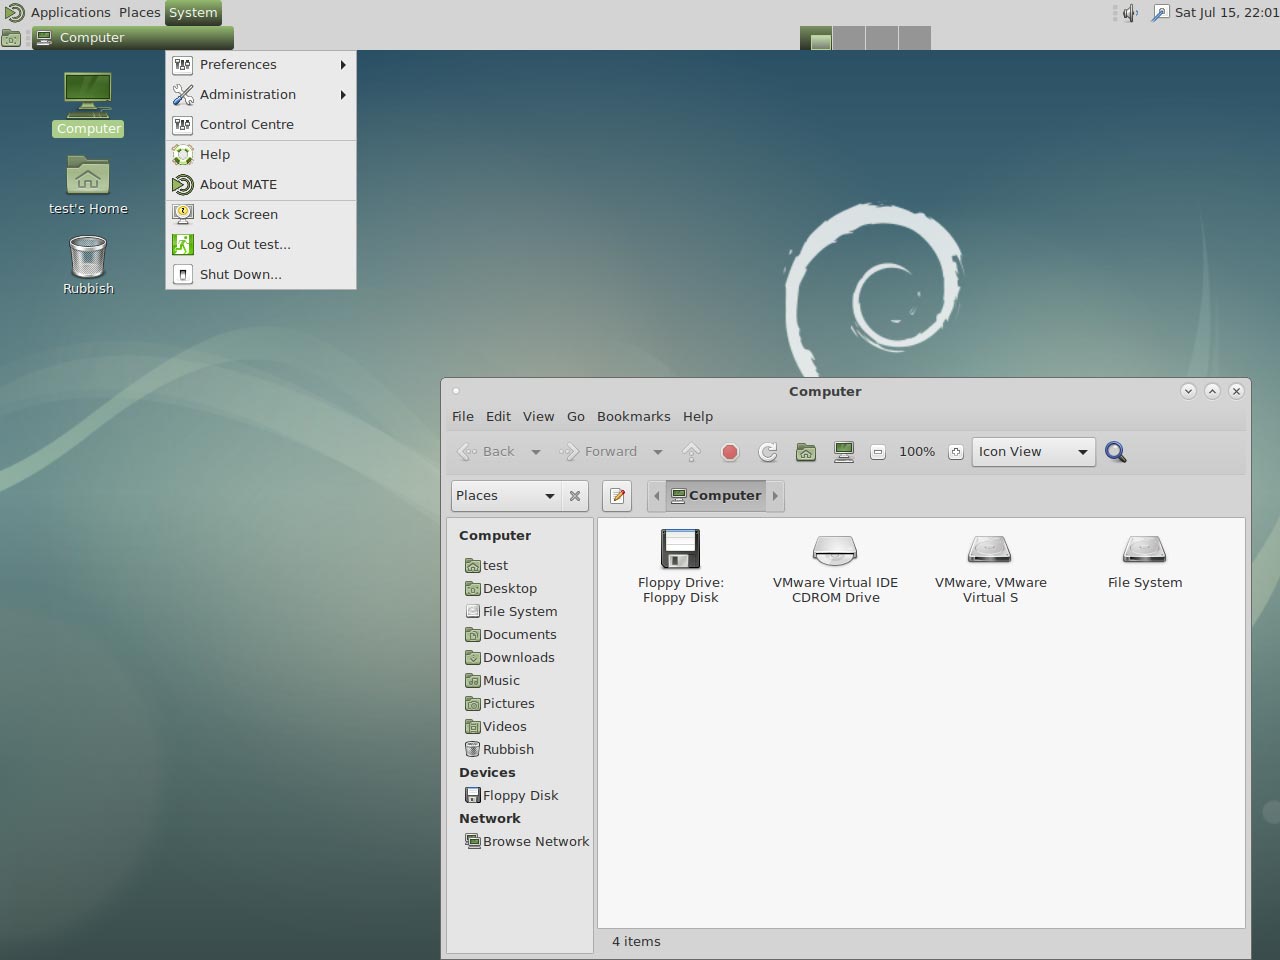 Applications Places System
Sat Jul 15, 22:01
Computer
Preferences
Administration
Control Centre
Help
About MATE
Lock Screen
Log Out test...
Shut Down...
Computer
test's Home
Rubbish
Computer
File Edit View Go Bookmarks Help
Back Forward 100% Icon View
Places Computer
Computer
test
Desktop
File System
Documents
Downloads
Music
Pictures
Videos
Rubbish
Devices
Floppy Disk
Network
Browse Network
Floppy Drive:
Floppy Disk
VMware Virtual IDE
CDROM Drive
VMware, VMware
Virtual S
File System
4 items